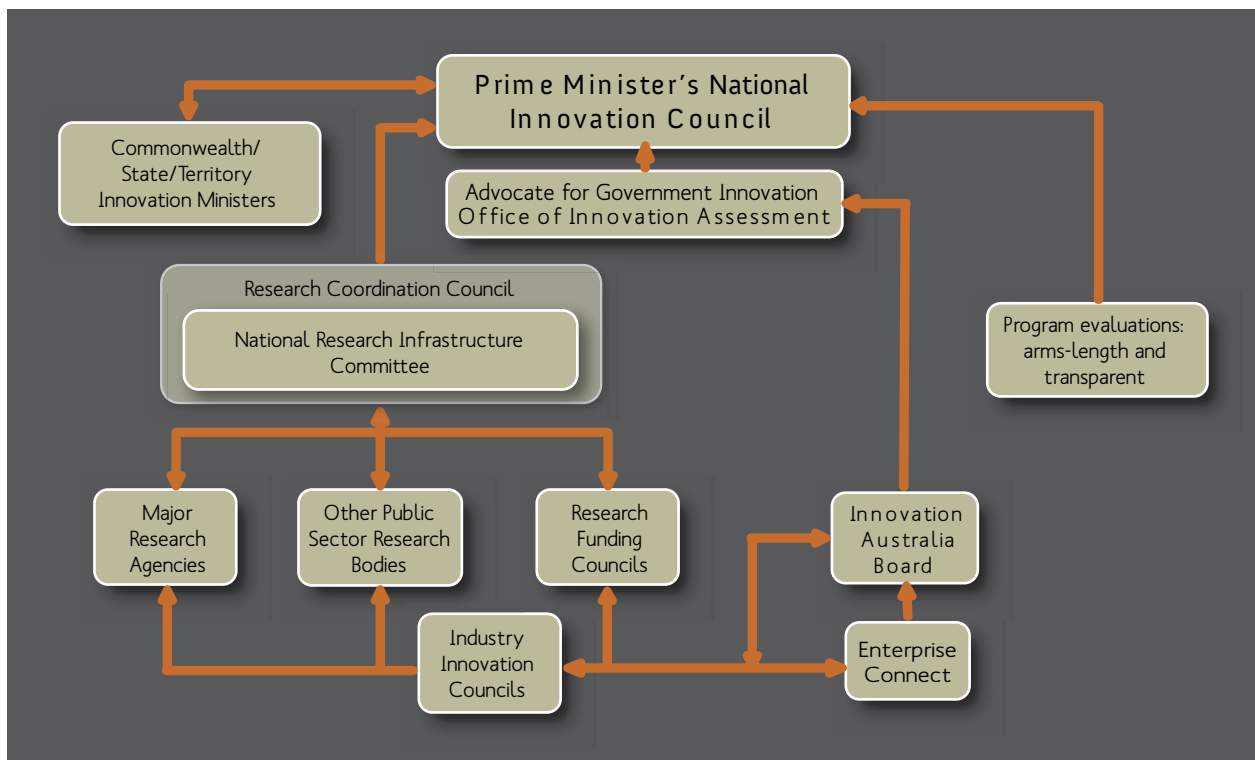 Prime Minister's National
Innovation Council
Commonwealth/
State/Territory
Innovation Ministers
Advocate for Government Innovation
Office of Innovation Assessment
Research Coordination Council
National Research Infrastructure
Committee
Program evaluations:
arms-length and
transparent
Major
Research
Agencies
Other Public
Sector Research
Bodies
Research
Funding
Councils
Innovation
Australia
Board
Industry
Innovation
Councils
Enterprise
Connect